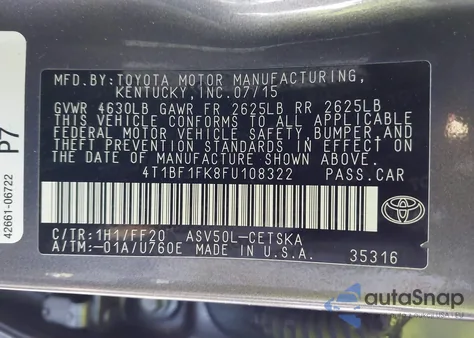 MFD.BY:TOYOTA MOTOR MANUFACTURING,
KENTUCKY,INC.07/15
GVWR 4630LB GAWR FR 2625LB RR 2625LB
THIS VEHICLE CONFORMS TO ALL APPLICABLE
FEDERAL MOTOR VEHICLE SAFETY,BUMPER,AND
THEFT PREVENTION STANDARDS IN EFFECT ON
THE DATE OF MANUFACTURE SHOWN ABOVE.
4T1BF1FK8FU108322 PASS.CAR
C/TR:1H1/FF20 ASV50L-CETSKA
A/TM:-01A/U760E MADE IN U.S.A. 35316
TOYOTA
42661-06722 P7
autoSnap